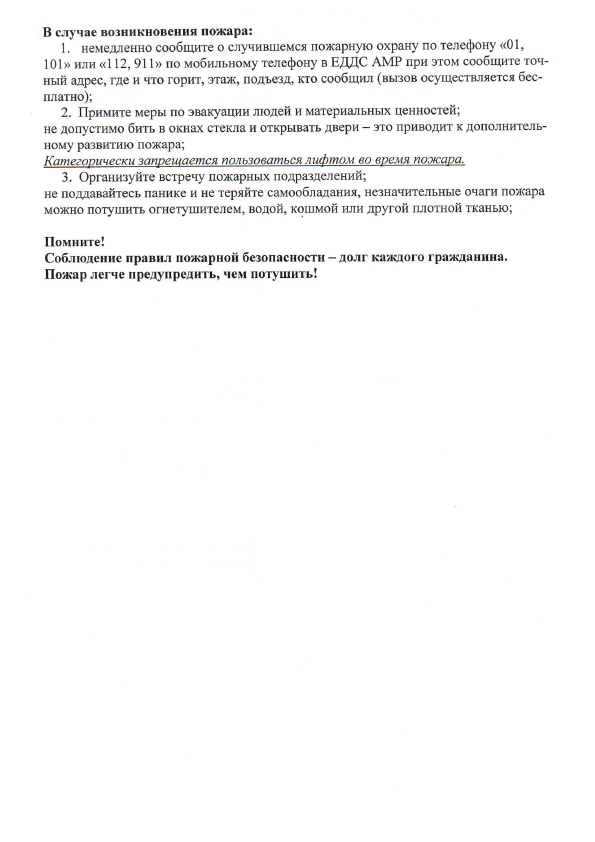 В случае возникновения пожара:
1. немедленно сообщите о случившемся пожарную охрану по телефону «01,
101» или «112, 911» по мобильному телефону в ЕДДС АМР при этом сообщите точ-
ный адрес, где и что горит, этаж, подъезд, кто сообщил (вызов осуществляется бес-
платно);
2. Примите меры по эвакуации людей и материальных ценностей;
не допустимо бить в окнах стекла и открывать двери – это приводит к дополнитель-
ному развитию пожара;
Категорически запрещается пользоваться лифтом во время пожара.
3. Организуйте встречу пожарных подразделений;
не поддавайтесь панике и не теряйте самообладания, незначительные очаги пожара
можно потушить огнетушителем, водой, кошмой или другой плотной тканью;
Помните!
Соблюдение правил пожарной безопасности – долг каждого гражданина.
Пожар легче предупредить, чем потушить!